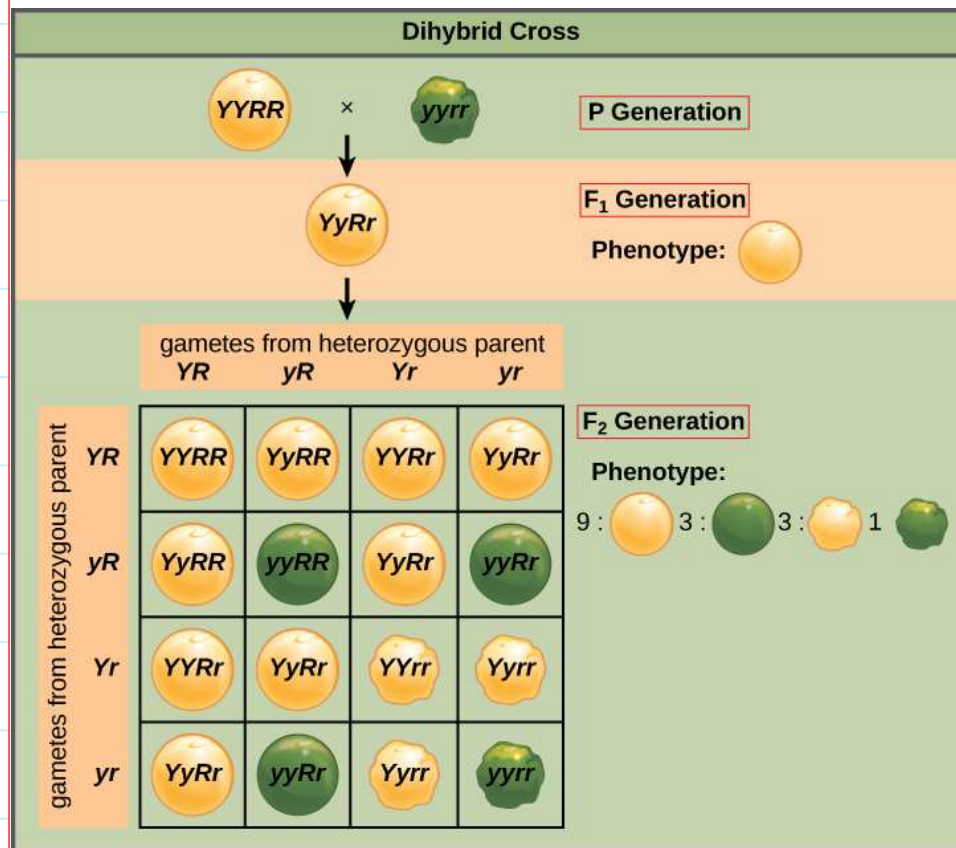 Dihybrid Cross
YYRR × yyrr
P Generation
YyRr
F₁ Generation
Phenotype:
gametes from heterozygous parent
YR yR Yr yr
gametes from heterozygous parent
YR YYRR YyRR YYRr YyRr
yR YyRR yyRR YyRr yyRr
Yr YYRr YyRr YYrr Yyrr
yr YyRr yyRr Yyrr yyrr
F₂ Generation
Phenotype:
9 : 3 : 3 : 1